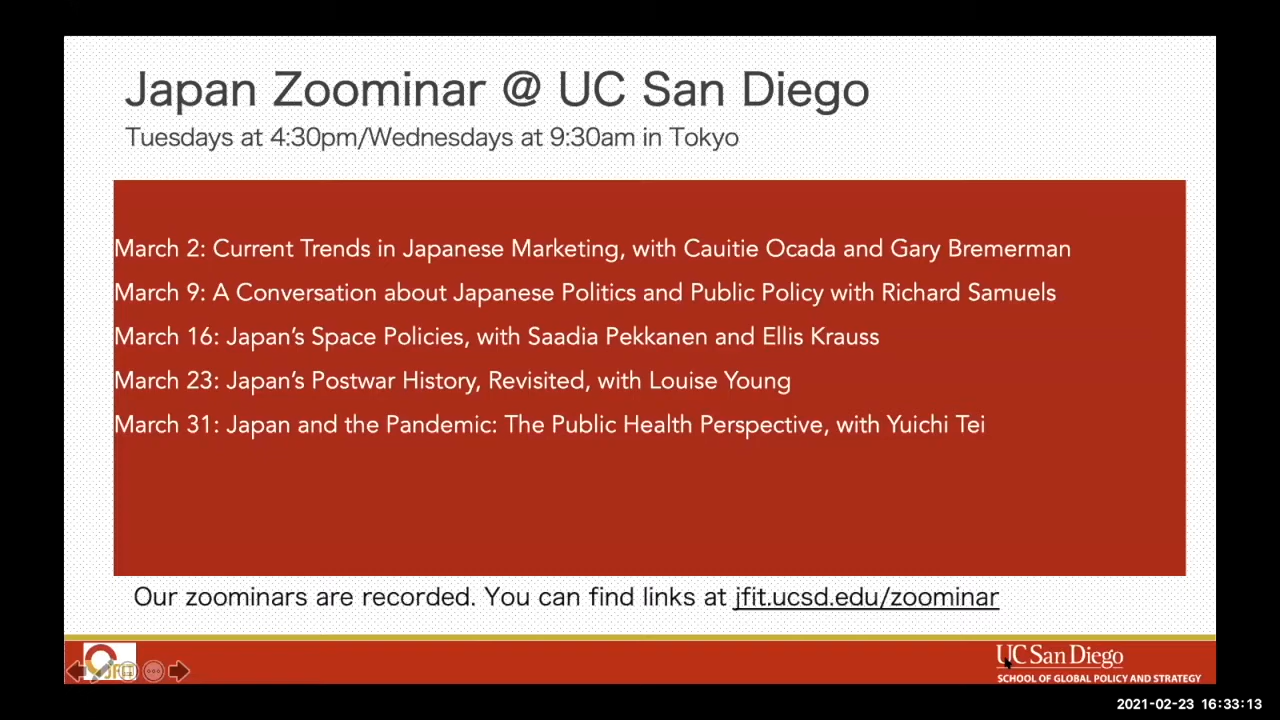 Japan Zoominar @ UC San Diego
Tuesdays at 4:30pm/Wednesdays at 9:30am in Tokyo
March 2: Current Trends in Japanese Marketing, with Cauitie Ocada and Gary Bremerman
March 9: A Conversation about Japanese Politics and Public Policy with Richard Samuels
March 16: Japan’s Space Policies, with Saadia Pekkanen and Ellis Krauss
March 23: Japan’s Postwar History, Revisited, with Louise Young
March 31: Japan and the Pandemic: The Public Health Perspective, with Yuichi Tei
Our zoominars are recorded. You can find links at jfit.ucsd.edu/zoominar
UC San Diego
SCHOOL OF GLOBAL POLICY AND STRATEGY
2021-02-23 16:33:13